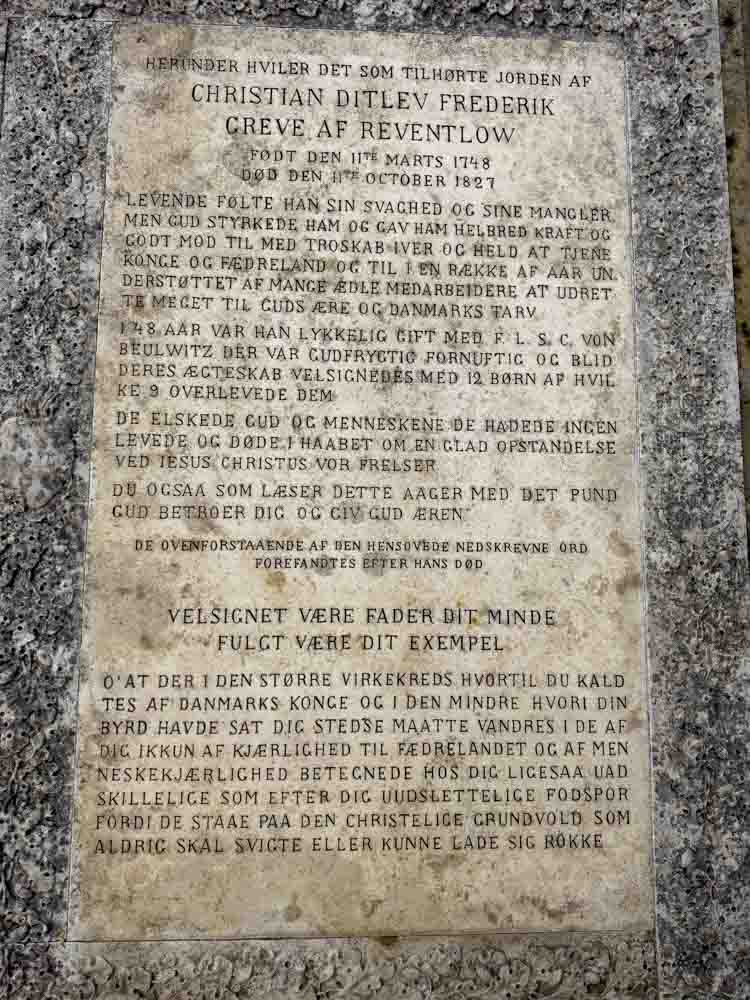 HERUNDER HVILER DET SOM TILHØRTE JORDEN AF
CHRISTIAN DITLEV FREDERIK
GREVE AF REVENTLOW
FØDT DEN 11TE MARTS 1748
DØD DEN 11TE OCTOBER 1827
LEVENDE FØLTE HAN SIN SVAGHED OG SINE MANGLER
MEN GUD STYRKEDE HAM OG GAV HAM HELBRED KRAFT OG
GODT MOD TIL MED TROSKAB IVER OG HELD AT TJENE
KONGE OG FÆDRELAND OG TIL I EN RÆKKE AF AAR UN
DERSTØTTET AF MANGE ÆDLE MEDARBEIDERE AT UDRET
TE MEGET TIL GUDS ÆRE OG DANMARKS TARV
I 48 AAR VAR HAN LYKKELIG GIFT MED F. L. S. C. VON
BEULWITZ DER VAR GUDFRYGTIG FORNUFTIG OG BLID
DERES ÆGTESKAB VELSIGNEDES MED 12 BØRN AF HVIL
KE 9 OVERLEVEDE DEM
DE ELSKEDE GUD OG MENNESKENE DE HADEDE INGEN
LEVEDE OG DØDE I HAABET OM EN GLAD OPSTANDELSE
VED JESUS CHRISTUS VOR FRELSER
DU OGSAA SOM LÆSER DETTE AAGER MED DET PUND
GUD BETROER DIG OG GIV GUD ÆREN"
DE OVENFORSTAAENDE AF DEN HENSOVEDE NEDSKREVNE ORD
FOREFANDTES EFTER HANS DØD
VELSIGNET VÆRE FADER DIT MINDE
FULGT VÆRE DIT EXEMPEL
O' AT DER I DEN STØRRE VIRKEKREDS HVORTIL DU KALD
TES AF DANMARKS KONGE OG I DEN MINDRE HVORI DIN
BYRD HAVDE SAT DIG STEDSE MAATTE VANDRES I DE AF
DIG IKKUN AF KJÆRLIGHED TIL FÆDRELANDET OG AF MEN
NESKEKJÆRLIGHED BETEGNEDE HOS DIG LIGESAA UAD
SKILLELIGE SOM EFTER DIG UUDSLETTELIGE FODSPOR
FORDI DE STAAE PAA DEN CHRISTELIGE GRUNDVOLD SOM
ALDRIG SKAL SVIGTE ELLER KUNNE LADE SIG ROKKE